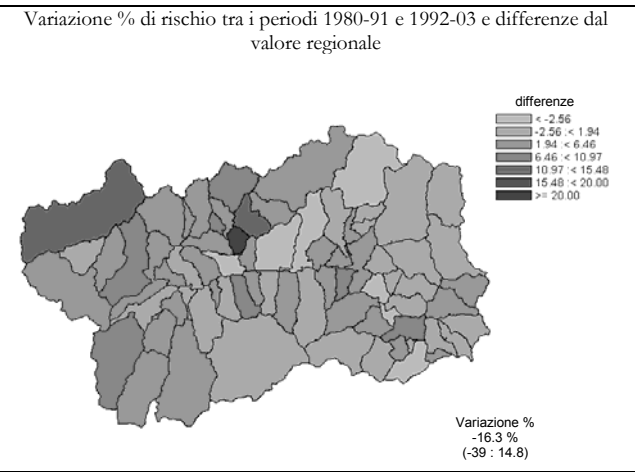 Variazione % di rischio tra i periodi 1980-91 e 1992-03 e differenze dal
valore regionale
differenze
< -2.56
-2.56 :< 1.94
1.94 :< 6.46
6.46 :< 10.97
10.97 :< 15.48
15.48 :< 20.00
>= 20.00
Variazione %
-16.3 %
(-39 : 14.8)